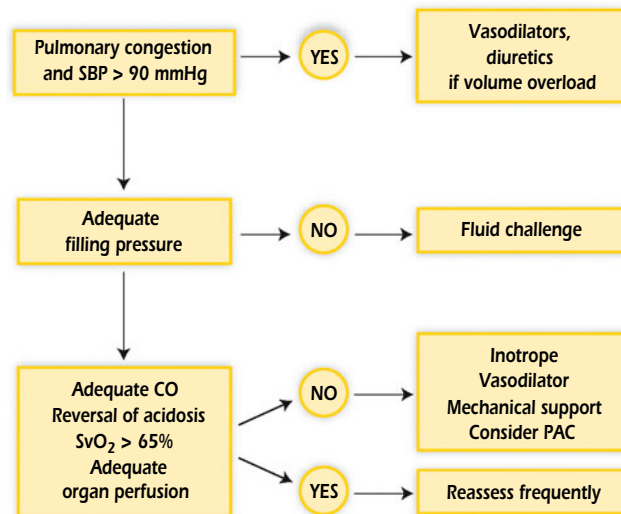 Pulmonary congestion
and SBP > 90 mmHg
YES
Vasodilators,
diuretics
if volume overload
Adequate
filling pressure
NO
Fluid challenge
Adequate CO
Reversal of acidosis
SvO₂ > 65%
Adequate
organ perfusion
NO
Inotrope
Vasodilator
Mechanical support
Consider PAC
YES
Reassess frequently